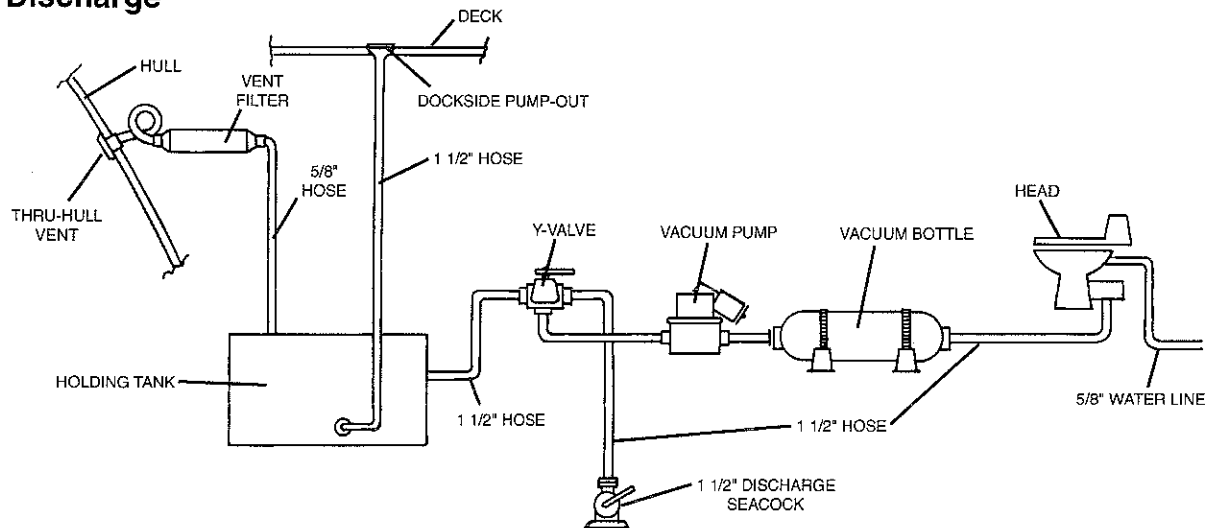 Discharge
DECK
HULL
VENT
FILTER
DOCKSIDE PUMP-OUT
1 1/2" HOSE
5/8"
HOSE
THRU-HULL
VENT
HEAD
Y-VALVE
VACUUM PUMP
VACUUM BOTTLE
HOLDING TANK
1 1/2" HOSE
1 1/2" HOSE
5/8" WATER LINE
1 1/2" DISCHARGE
SEACOCK